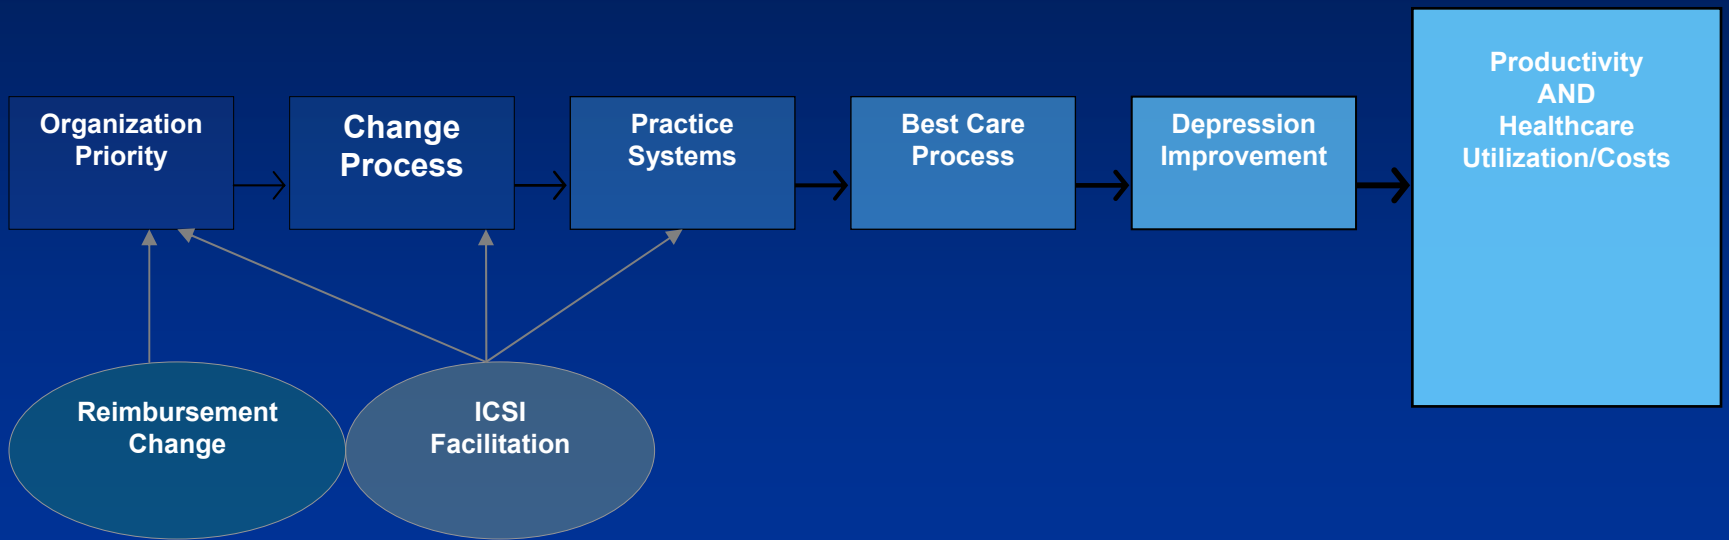 Organization
Priority
Change
Process
Practice
Systems
Best Care
Process
Depression
Improvement
Productivity
AND
Healthcare
Utilization/Costs
Reimbursement
Change
ICSI
Facilitation